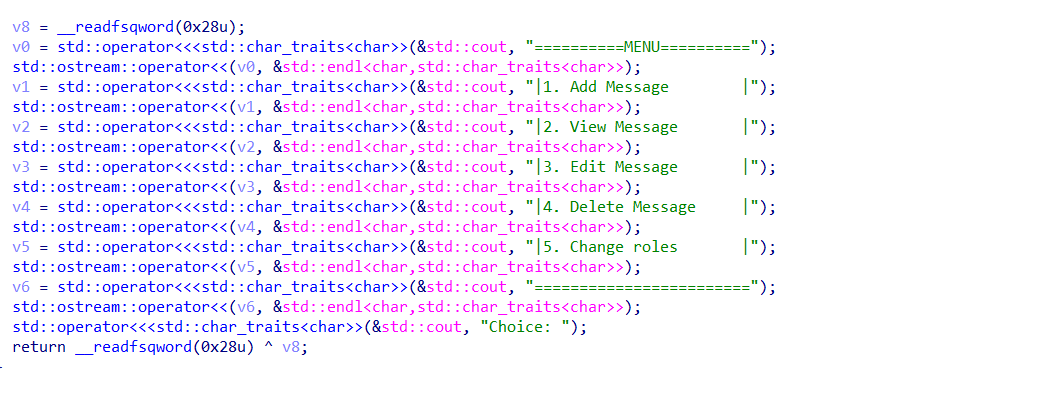 v8 = __readfsqword(0x28u);
v0 = std::operator<<<std::char_traits<char>>(&std::cout, "==========MENU==========");
std::ostream::operator<<(v0, &std::endl<char,std::char_traits<char>>);
v1 = std::operator<<<std::char_traits<char>>(&std::cout, "|1. Add Message        |");
std::ostream::operator<<(v1, &std::endl<char,std::char_traits<char>>);
v2 = std::operator<<<std::char_traits<char>>(&std::cout, "|2. View Message       |");
std::ostream::operator<<(v2, &std::endl<char,std::char_traits<char>>);
v3 = std::operator<<<std::char_traits<char>>(&std::cout, "|3. Edit Message       |");
std::ostream::operator<<(v3, &std::endl<char,std::char_traits<char>>);
v4 = std::operator<<<std::char_traits<char>>(&std::cout, "|4. Delete Message     |");
std::ostream::operator<<(v4, &std::endl<char,std::char_traits<char>>);
v5 = std::operator<<<std::char_traits<char>>(&std::cout, "|5. Change roles       |");
std::ostream::operator<<(v5, &std::endl<char,std::char_traits<char>>);
v6 = std::operator<<<std::char_traits<char>>(&std::cout, "========================");
std::ostream::operator<<(v6, &std::endl<char,std::char_traits<char>>);
std::operator<<<std::char_traits<char>>(&std::cout, "Choice: ");
return __readfsqword(0x28u) ^ v8;